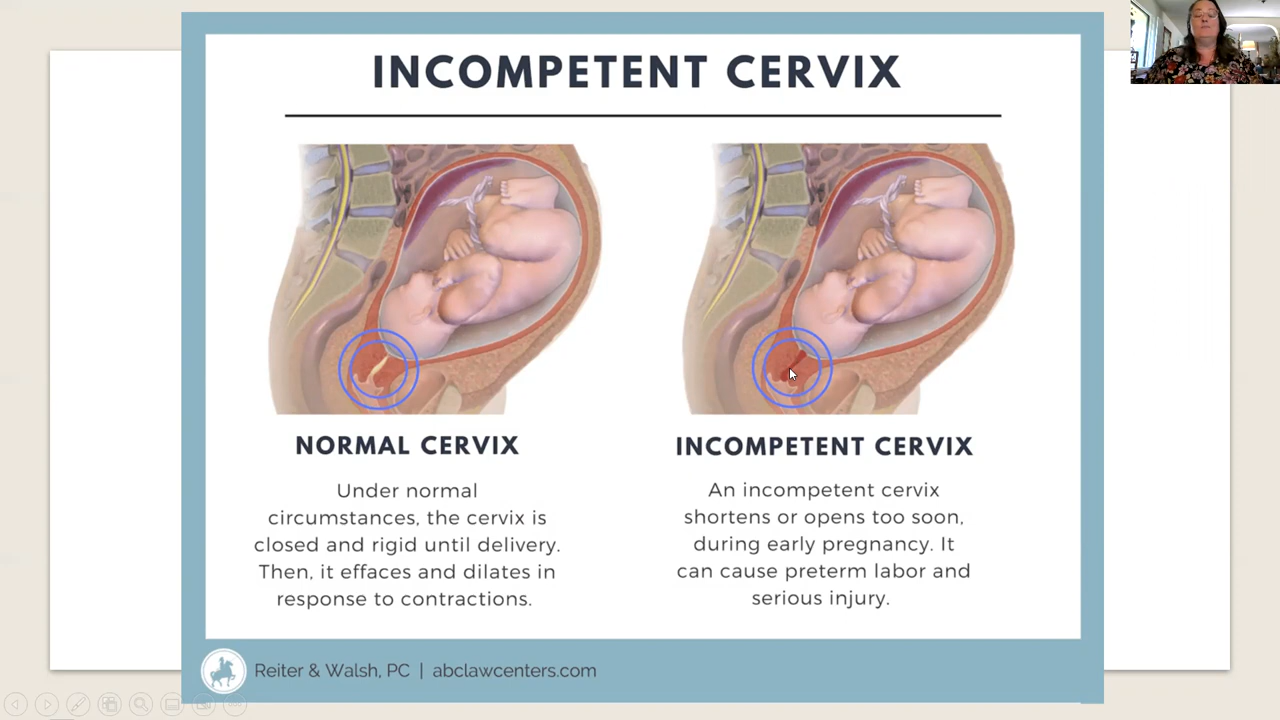 INCOMPETENT CERVIX
NORMAL CERVIX
Under normal
circumstances, the cervix is
closed and rigid until delivery.
Then, it effaces and dilates in
response to contractions.
INCOMPETENT CERVIX
An incompetent cervix
shortens or opens too soon,
during early pregnancy. It
can cause preterm labor and
serious injury.
Reiter & Walsh, PC | abclawcenters.com